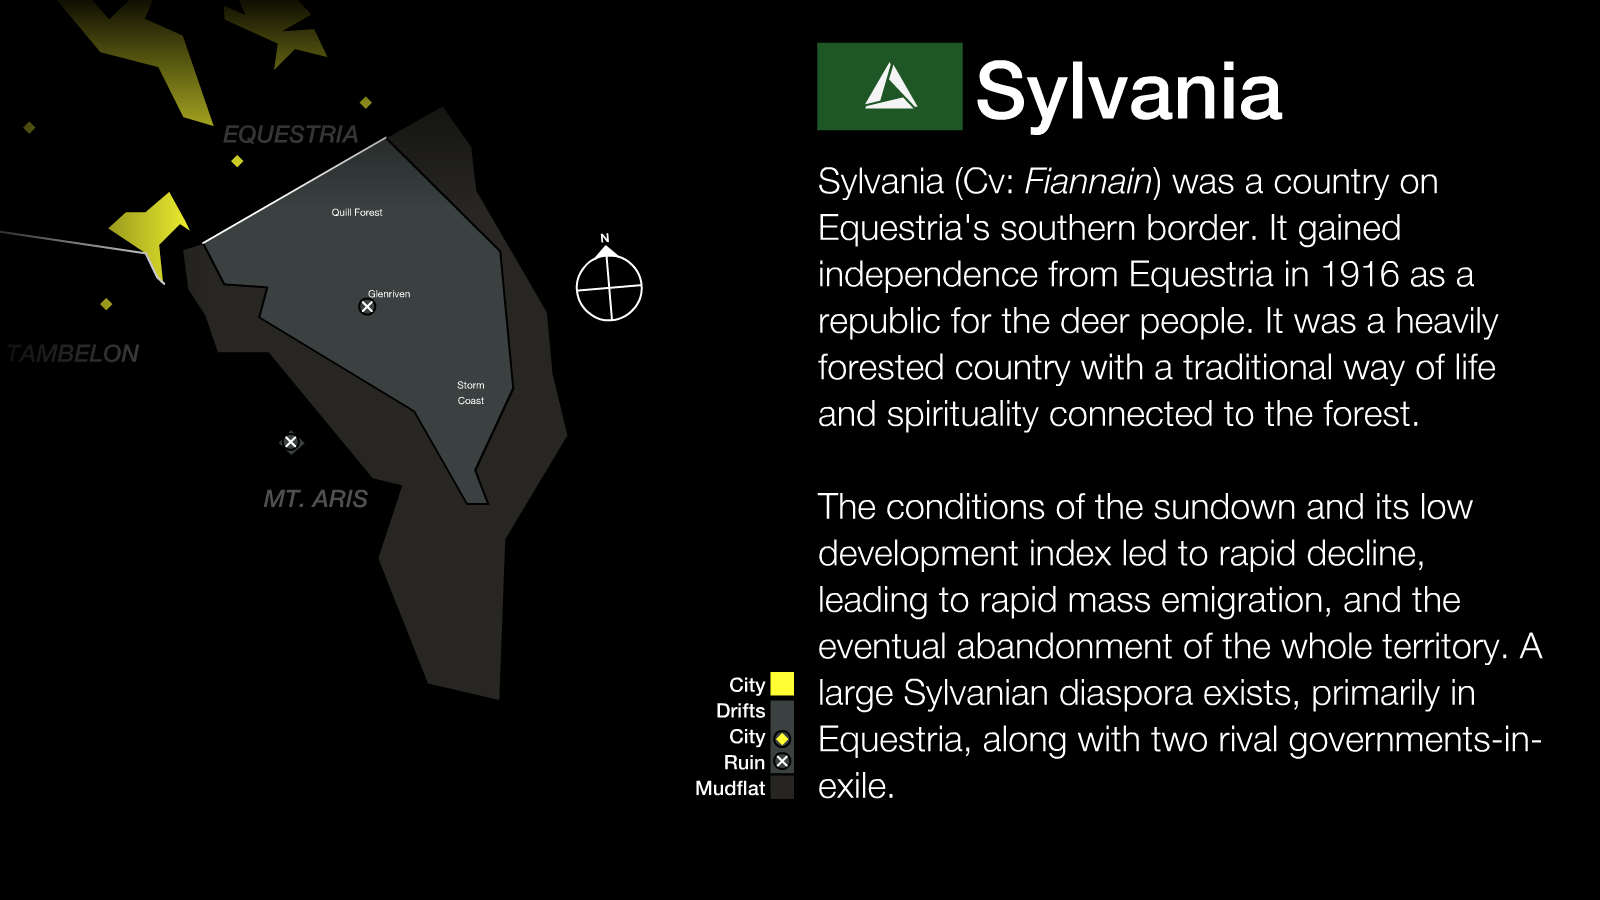 Sylvania
Sylvania (Cv: Fiannain) was a country on
Equestria's southern border. It gained
independence from Equestria in 1916 as a
republic for the deer people. It was a heavily
forested country with a traditional way of life
and spirituality connected to the forest.
The conditions of the sundown and its low
development index led to rapid decline,
leading to rapid mass emigration, and the
eventual abandonment of the whole territory. A
large Sylvanian diaspora exists, primarily in
Equestria, along with two rival governments-in-
exile.
EQUESTRIA
Quill Forest
N
Glenriven
TAMBELON
Storm
Coast
MT. ARIS
City
Drifts
City
Ruin
Mudflat